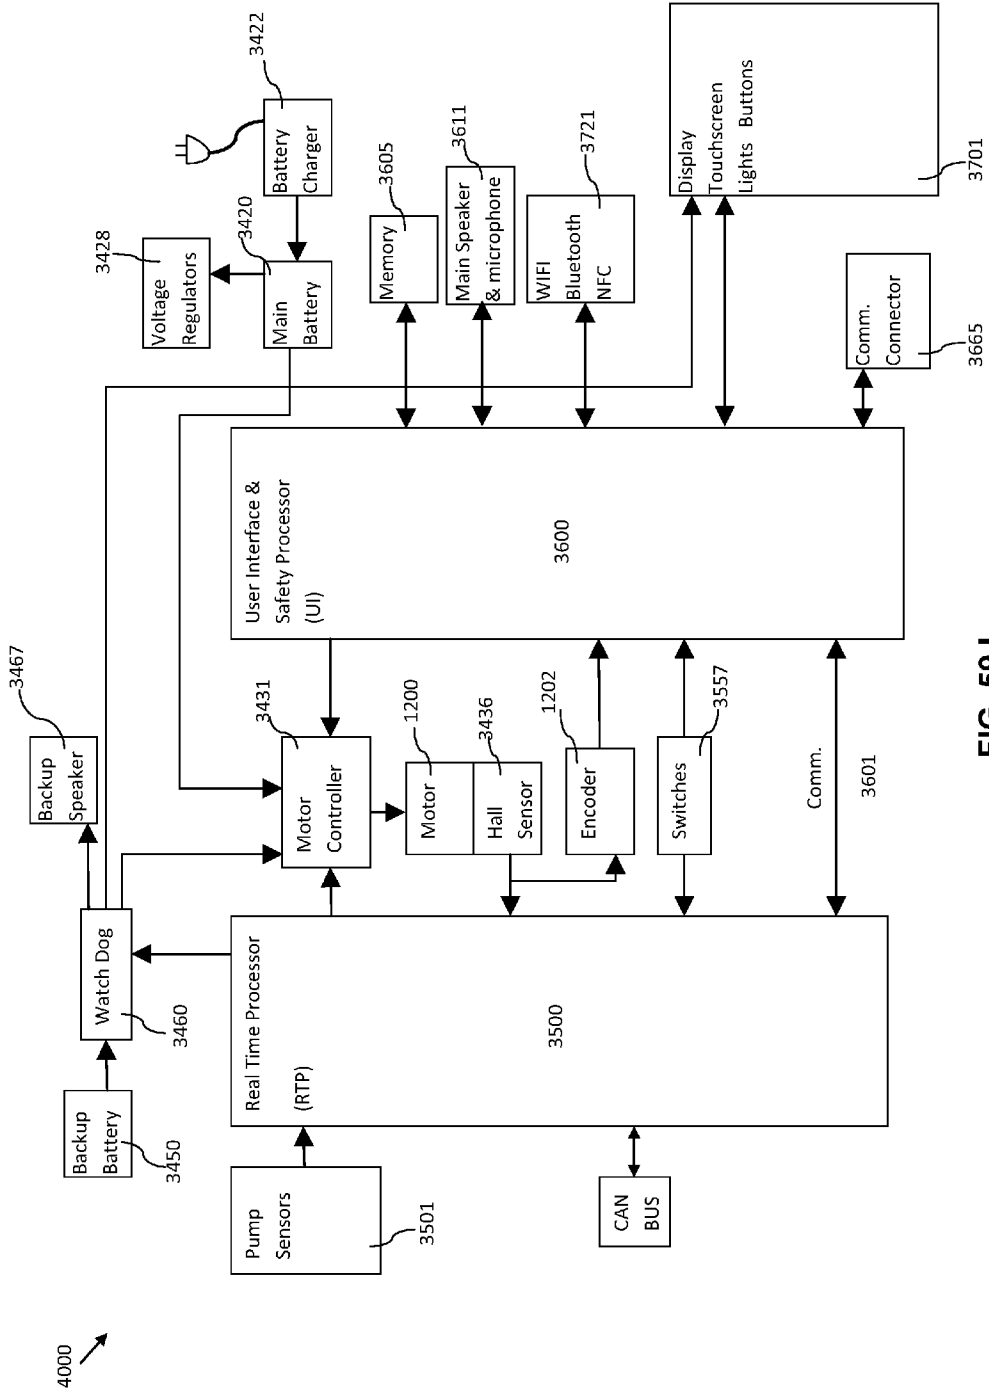 4000
Pump
Sensors
3501
CAN
BUS
Backup
Battery
3450
Watch Dog
3460
Backup
Speaker
3467
Real Time Processor
(RTP)
3500
Motor
Controller
3431
Motor
1200
Hall
Sensor
3436
Encoder
1202
Switches
3557
Comm.
3601
User Interface &
Safety Processor
(UI)
3600
Voltage
Regulators
3428
Main
Battery
3420
Battery
Charger
3422
Memory
3605
Main Speaker
& microphone
3611
WIFI
Bluetooth
NFC
3721
Display
Touchscreen
Lights Buttons
3701
Comm.
Connector
3665